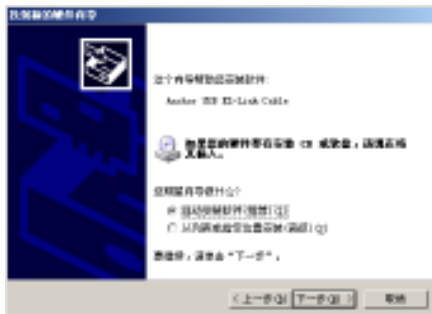 找到新的硬件向导
这个向导帮助您安装软件:
Anchor USB EZ-Link Cable
如果您的硬件带有安装 CD 或软盘,请现在将
其插入。
您期望向导做什么?
自动安装软件(推荐)(I)
从列表或指定位置安装(高级)(S)
要继续,请单击“下一步”。
<上一步(B) 下一步(N) > 取消